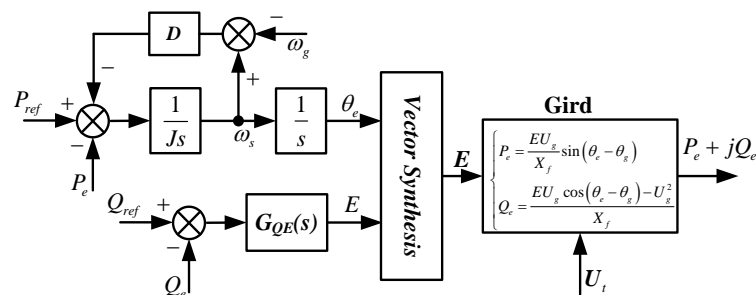 D
−
ω_g
−
+
P_ref
+
−
P_e
1/Js
ω_s
1/s
θ_e
Vector Synthesis
E
Gird
P_e = EU_g/X_f sin(θ_e − θ_g)
Q_e = EU_g cos(θ_e − θ_g) − U_g^2/X_f
P_e + jQ_e
U_t
Q_ref
+
−
G_QE(s)
E
Q_e